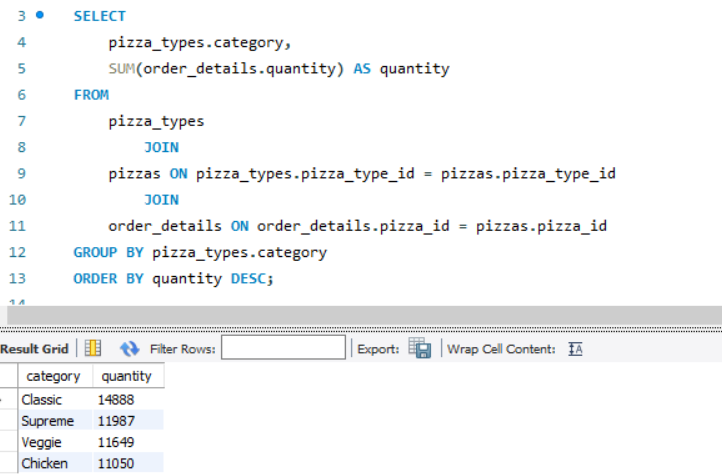 3 SELECT
4 pizza_types.category,
5 SUM(order_details.quantity) AS quantity
6 FROM
7 pizza_types
8 JOIN
9 pizzas ON pizza_types.pizza_type_id = pizzas.pizza_type_id
10 JOIN
11 order_details ON order_details.pizza_id = pizzas.pizza_id
12 GROUP BY pizza_types.category
13 ORDER BY quantity DESC;
14
Result Grid Filter Rows: Export: Wrap Cell Content: IA
category quantity
Classic 14888
Supreme 11987
Veggie 11649
Chicken 11050